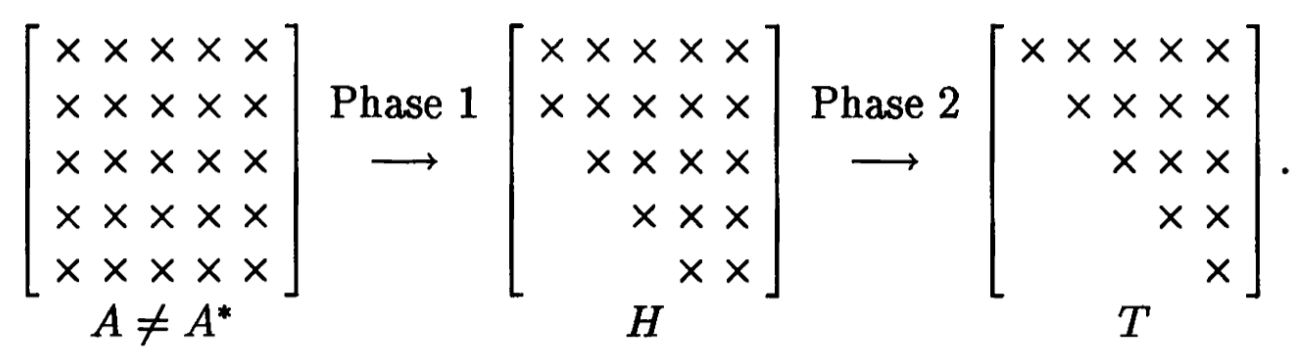 × × × × × × × × × × × × × × ×
× × × × × Phase 1 × × × × × Phase 2 × × × ×
× × × × × ⟶ × × × × ⟶ × × ×
× × × × × × × × × ×
× × × × × × × × .
A ≠ A* H T